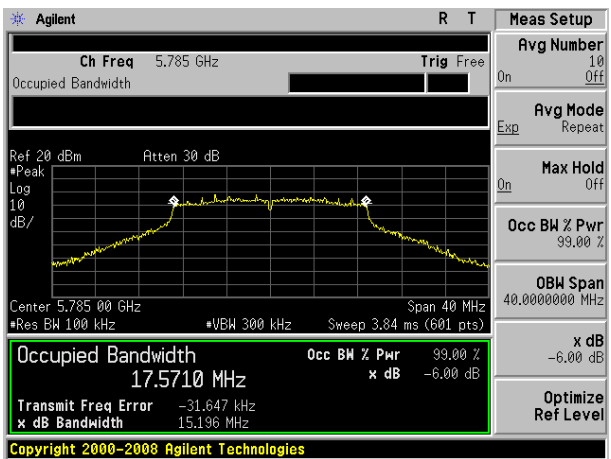 Agilent R T
Ch Freq 5.785 GHz Trig Free
Occupied Bandwidth
Ref 20 dBm Atten 30 dB
#Peak
Log
10
dB/
Center 5.785 00 GHz Span 40 MHz
#Res BW 100 kHz #VBW 300 kHz Sweep 3.84 ms (601 pts)
Occupied Bandwidth Occ BW % Pwr 99.00 %
17.5710 MHz x dB -6.00 dB
Transmit Freq Error -31.647 kHz
x dB Bandwidth 15.196 MHz
Copyright 2000-2008 Agilent Technologies
Meas Setup
Avg Number
10
On Off
Avg Mode
Exp Repeat
Max Hold
On Off
Occ BW % Pwr
99.00 %
OBW Span
40.0000000 MHz
x dB
-6.00 dB
Optimize
Ref Level